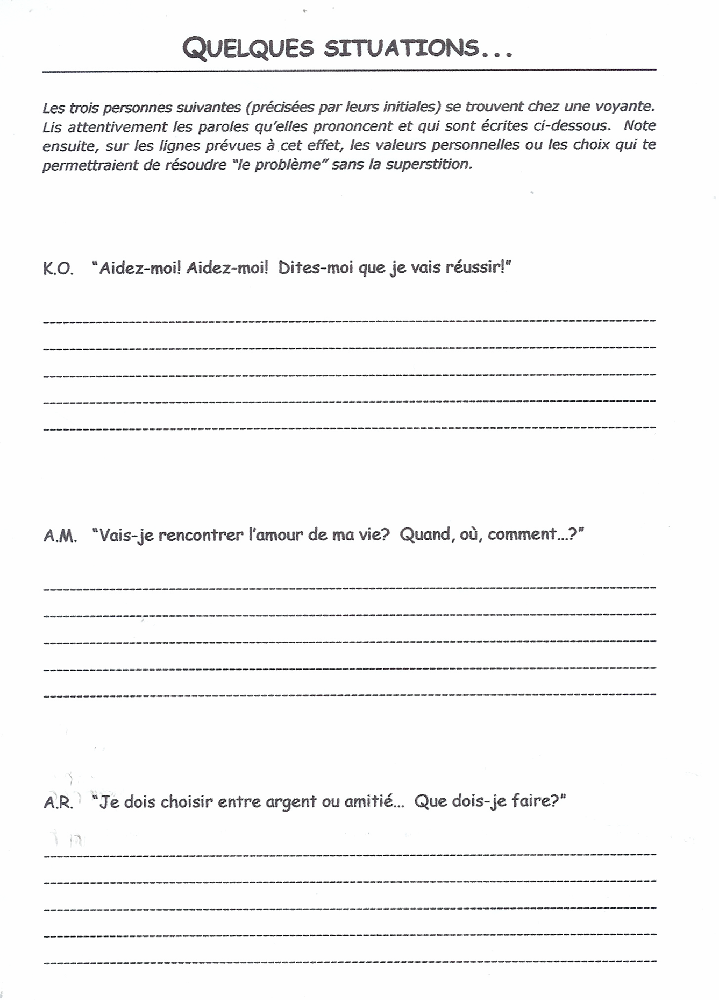 QUELQUES SITUATIONS...
Les trois personnes suivantes (précisées par leurs initiales) se trouvent chez une voyante.
Lis attentivement les paroles qu'elles prononcent et qui sont écrites ci-dessous. Note
ensuite, sur les lignes prévues à cet effet, les valeurs personnelles ou les choix qui te
permettraient de résoudre "le problème" sans la superstition.
K.O. "Aidez-moi! Aidez-moi! Dites-moi que je vais réussir!"
A.M. "Vais-je rencontrer l'amour de ma vie? Quand, où, comment...?"
A.R. "Je dois choisir entre argent ou amitié... Que dois-je faire?"